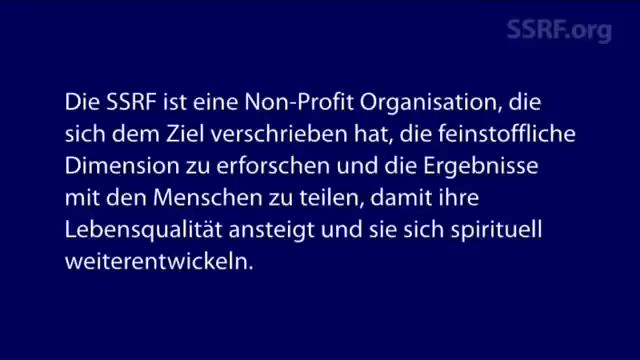 SSRF.org
Die SSRF ist eine Non-Profit Organisation, die
sich dem Ziel verschrieben hat, die feinstoffliche
Dimension zu erforschen und die Ergebnisse
mit den Menschen zu teilen, damit ihre
Lebensqualität ansteigt und sie sich spirituell
weiterentwickeln.